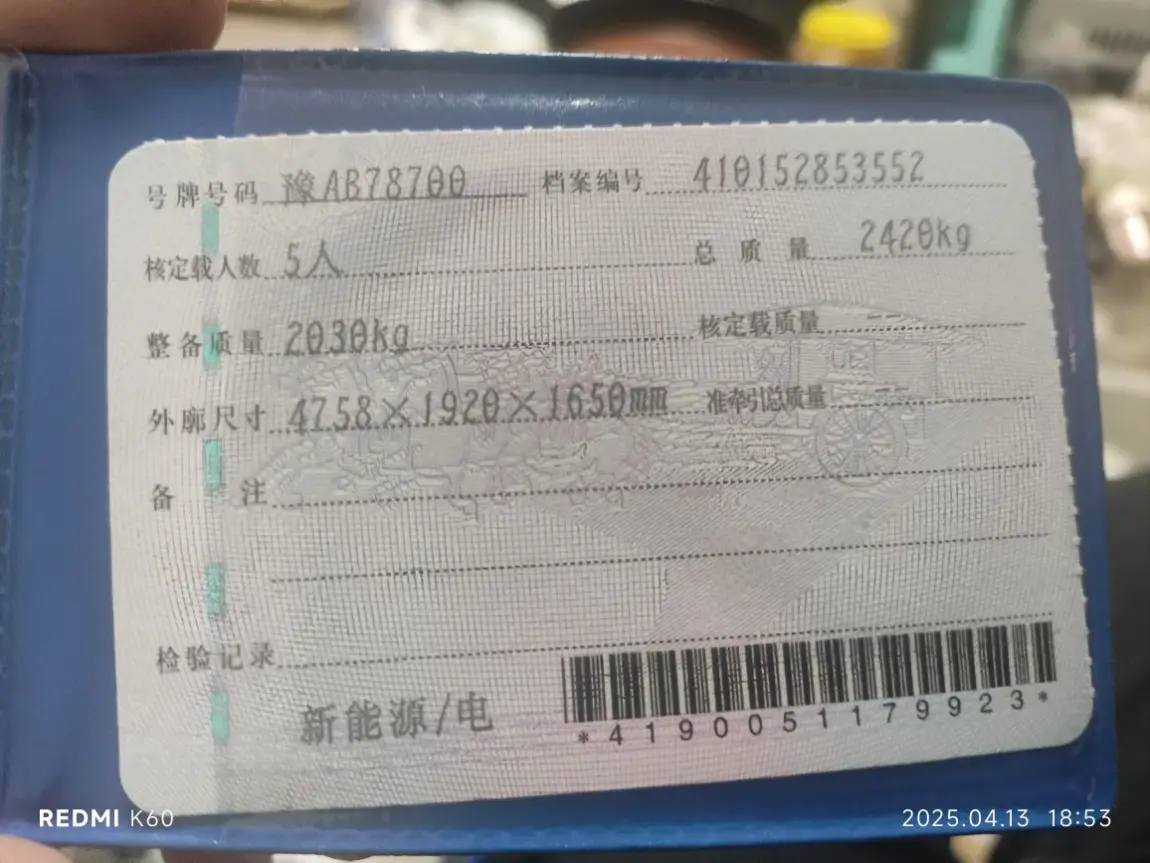 号牌号码 豫AB78700 档案编号 410152853552
核定载人数 5人 总质量 2420kg
整备质量 2030kg 核定载质量 --
外廓尺寸 4758×1920×1650mm 准牵引总质量 --
备注
检验记录
新能源/电
*4190051179923*
REDMI K60
2025.04.13 18:53